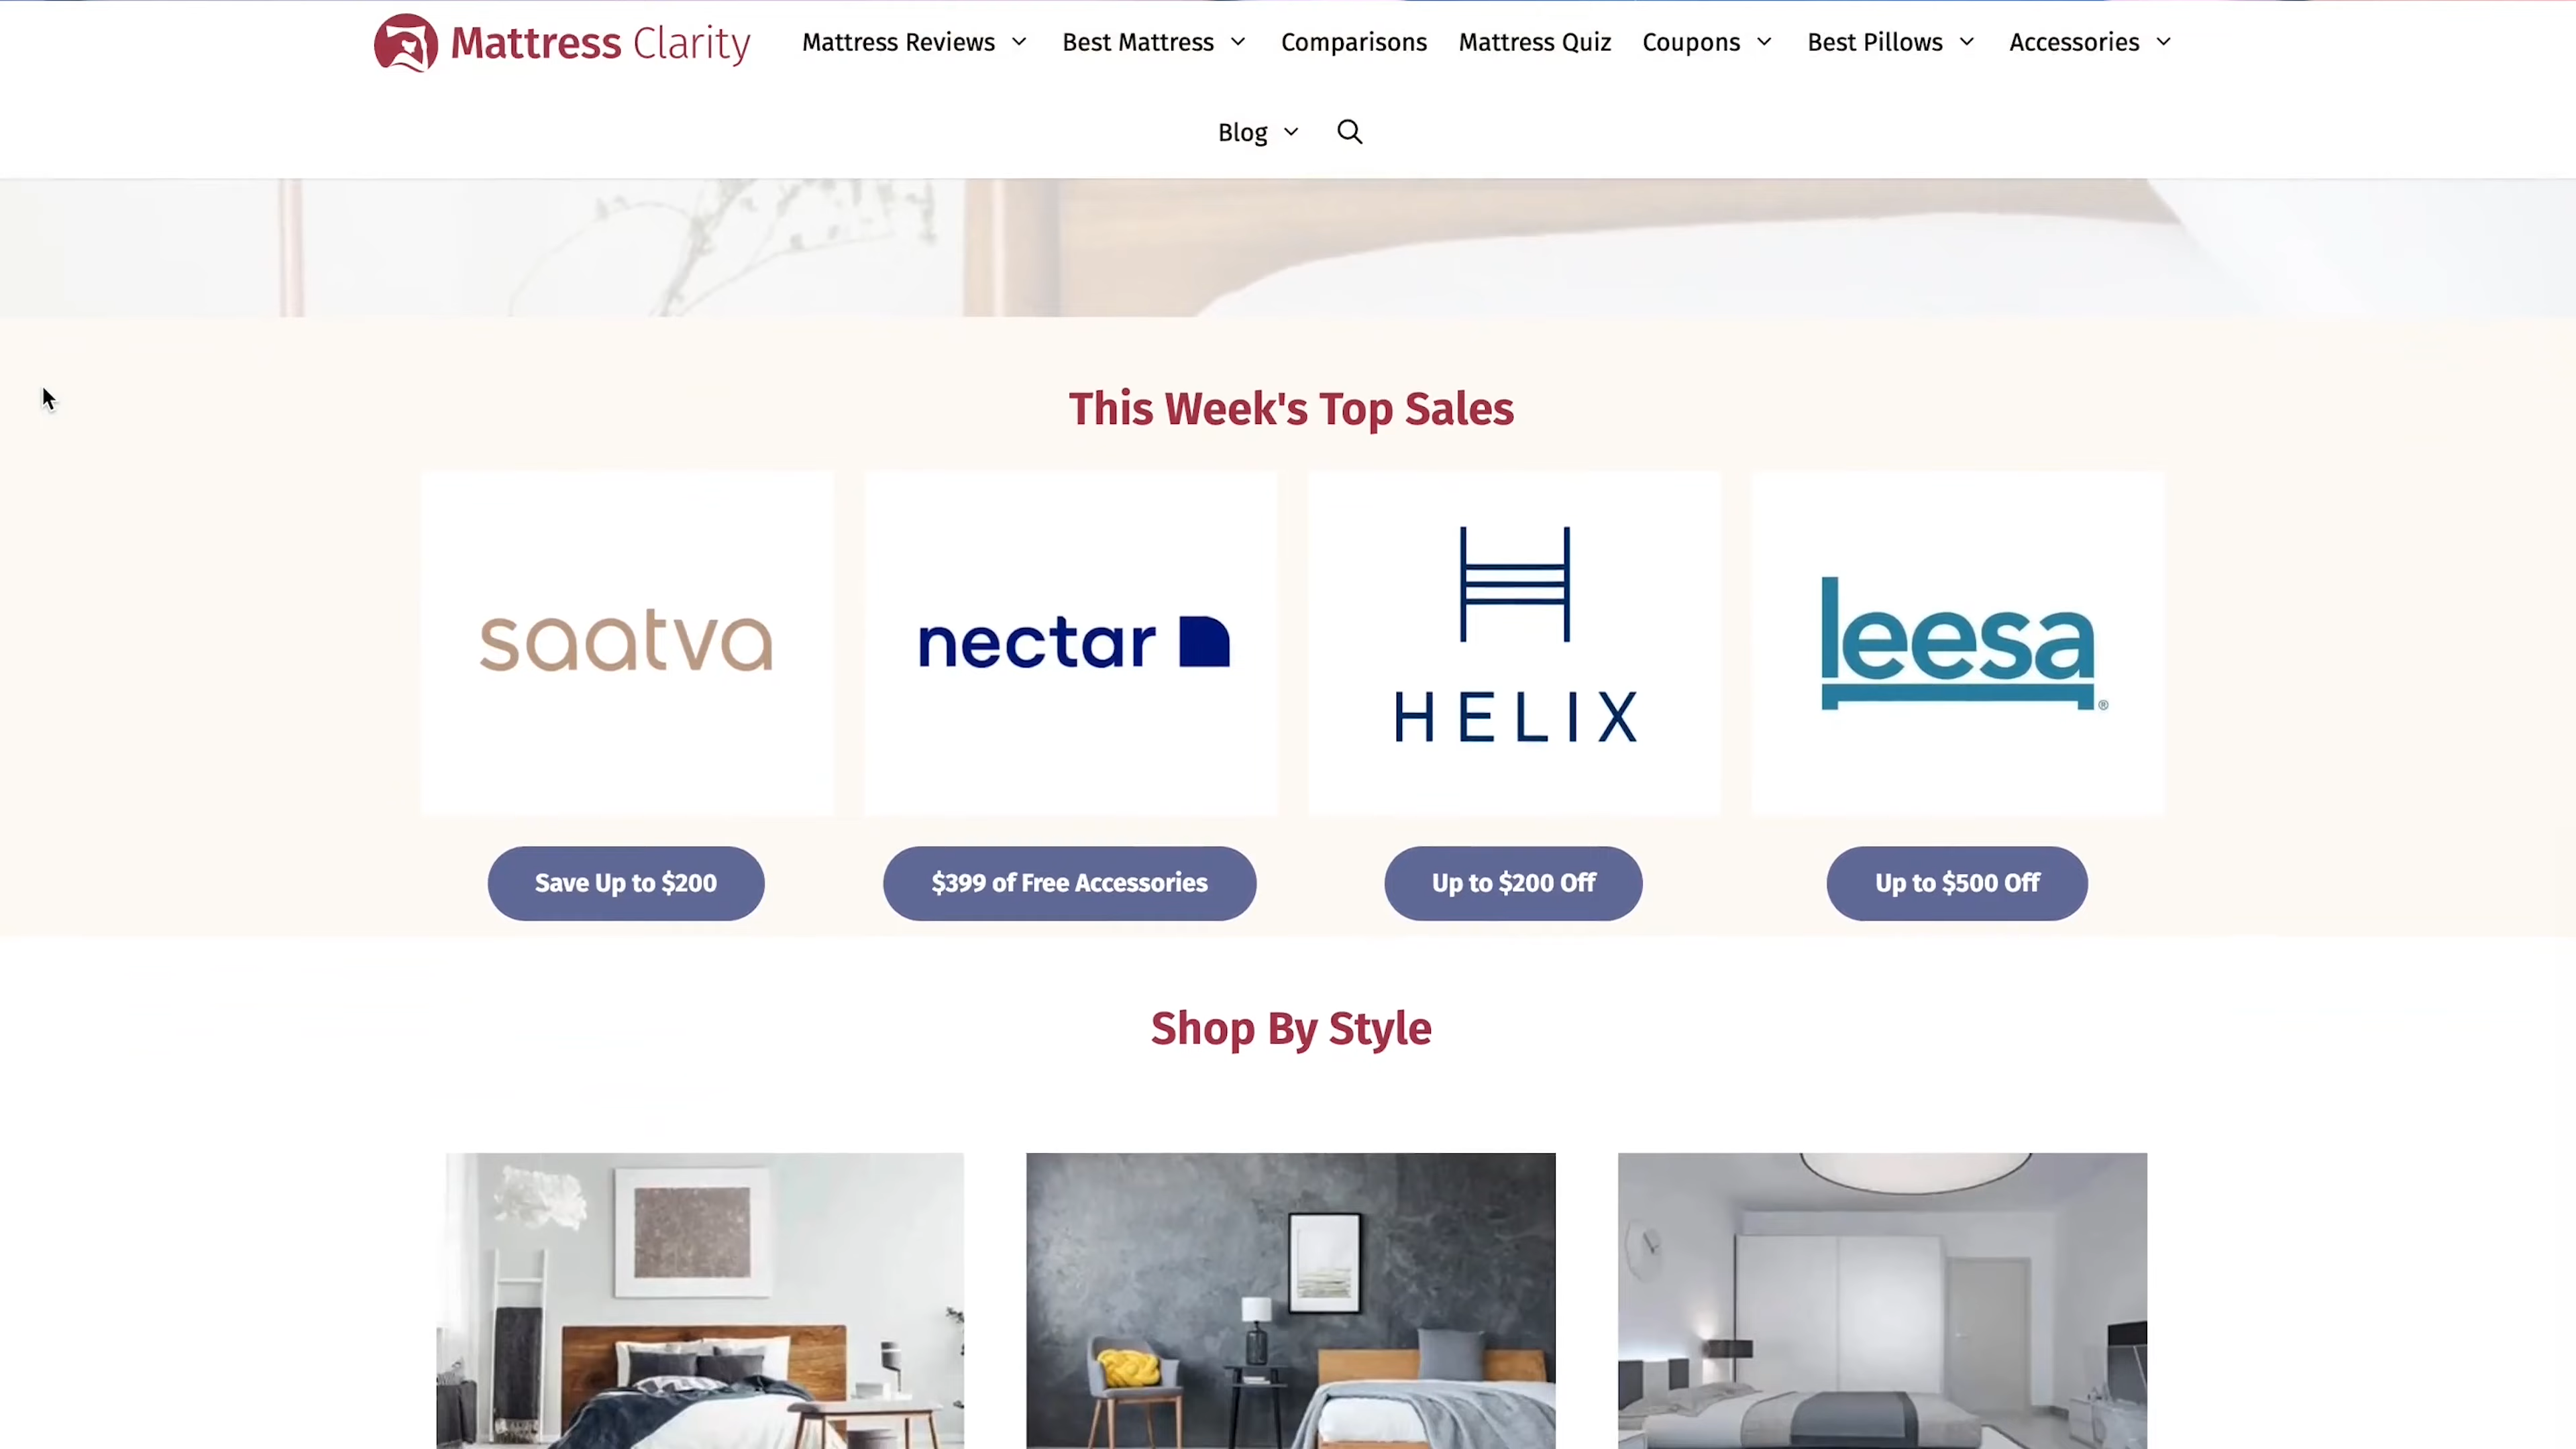 Mattress Clarity
Mattress Reviews Best Mattress Comparisons Mattress Quiz Coupons Best Pillows Accessories
Blog
This Week's Top Sales
saatva
nectar
HELIX
leesa®
Save Up to $200
$399 of Free Accessories
Up to $200 Off
Up to $500 Off
Shop By Style